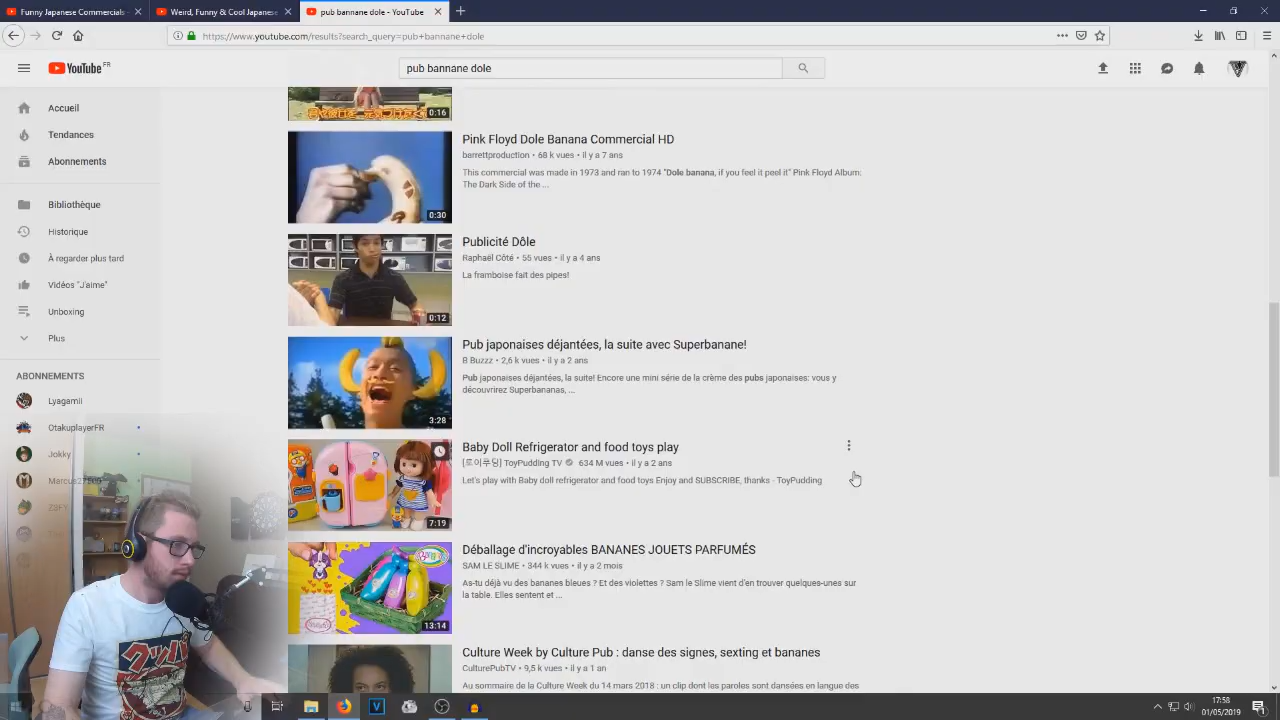 Funny Japanese Commercials
Weird, Funny & Cool Japanese
pub bannane dole - YouTube
https://www.youtube.com/results?search_query=pub+bannane+dole
YouTube FR
pub bannane dole
Accueil
Tendances
Abonnements
Bibliothèque
Historique
À regarder plus tard
Vidéos "J'aime"
Unboxing
Plus
ABONNEMENTS
Lyagamii
OtakuplayerFR
Jokky
0:16
Pink Floyd Dole Banana Commercial HD
barrettproduction • 68 k vues • il y a 7 ans
This commercial was made in 1973 and ran to 1974 "Dole banana, if you feel it peel it" Pink Floyd Album:
The Dark Side of the ...
0:30
Publicité Dôle
Raphaël Côté • 55 vues • il y a 4 ans
La framboise fait des pipes!
0:12
Pub japonaises déjantées, la suite avec Superbanane!
B Buzzz • 2,6 k vues • il y a 2 ans
Pub japonaises déjantées, la suite! Encore une mini série de la crème des pubs japonaises: vous y
découvrirez Superbananas, ...
3:28
Baby Doll Refrigerator and food toys play
[토이푸딩] ToyPudding TV 634 M vues • il y a 2 ans
Let's play with Baby doll refrigerator and food toys Enjoy and SUBSCRIBE, thanks - ToyPudding
7:19
Déballage d'incroyables BANANES JOUETS PARFUMÉS
SAM LE SLIME • 344 k vues • il y a 2 mois
As-tu déjà vu des bananes bleues ? Et des violettes ? Sam le Slime vient d'en trouver quelques-unes sur
la table. Elles sentent et ...
13:14
Culture Week by Culture Pub : danse des signes, sexting et bananes
CulturePubTV • 9,5 k vues • il y a 1 an
Au sommaire de la Culture Week du 14 mars 2018 : un clip dont les paroles sont dansées en langue des
クッパ
17:58
01/05/2019